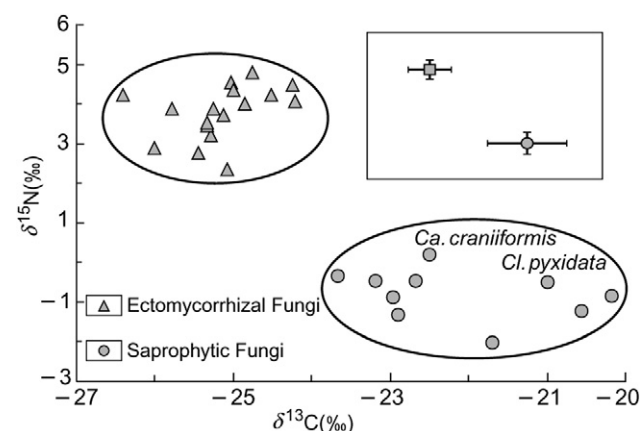 6
5
3
1
−1
−3
δ¹⁵N(‰)
Ca. craniiformis
Cl. pyxidata
Ectomycorrhizal Fungi
Saprophytic Fungi
−27 −25 −23 −21 −20
δ¹³C(‰)